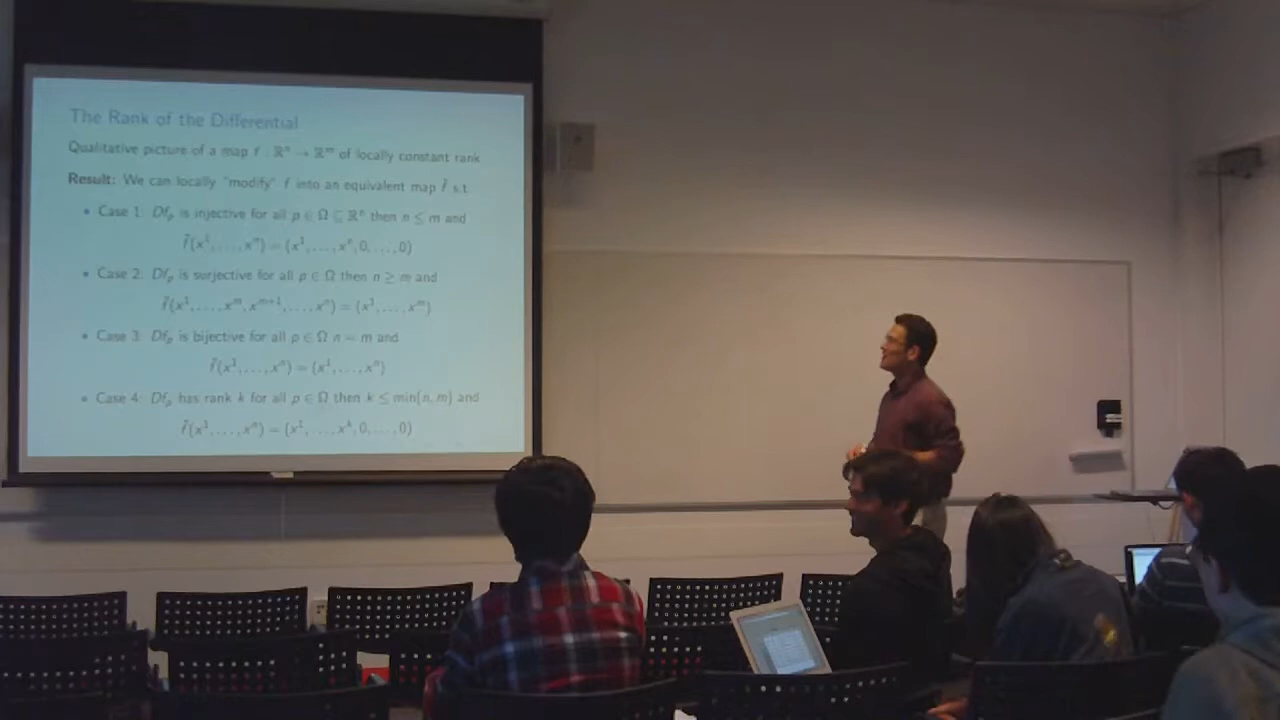 The Rank of the Differential
Qualitative picture of a map f : ℝⁿ → ℝᵐ of locally constant rank
Result: We can locally "modify" f into an equivalent map f̃ s.t.
• Case 1: Dfₚ is injective for all p ∈ Ω ⊆ ℝⁿ then n ≤ m and
f̃(x¹, . . . , xⁿ) = (x¹, . . . , xⁿ, 0, . . . , 0)
• Case 2: Dfₚ is surjective for all p ∈ Ω then n ≥ m and
f̃(x¹, . . . , xᵐ, xᵐ⁺¹, . . . , xⁿ) = (x¹, . . . , xᵐ)
• Case 3: Dfₚ is bijective for all p ∈ Ω n = m and
f̃(x¹, . . . , xⁿ) = (x¹, . . . , xⁿ)
• Case 4: Dfₚ has rank k for all p ∈ Ω then k ≤ min{n, m} and
f̃(x¹, . . . , xⁿ) = (x¹, . . . , xᵏ, 0, . . . , 0)